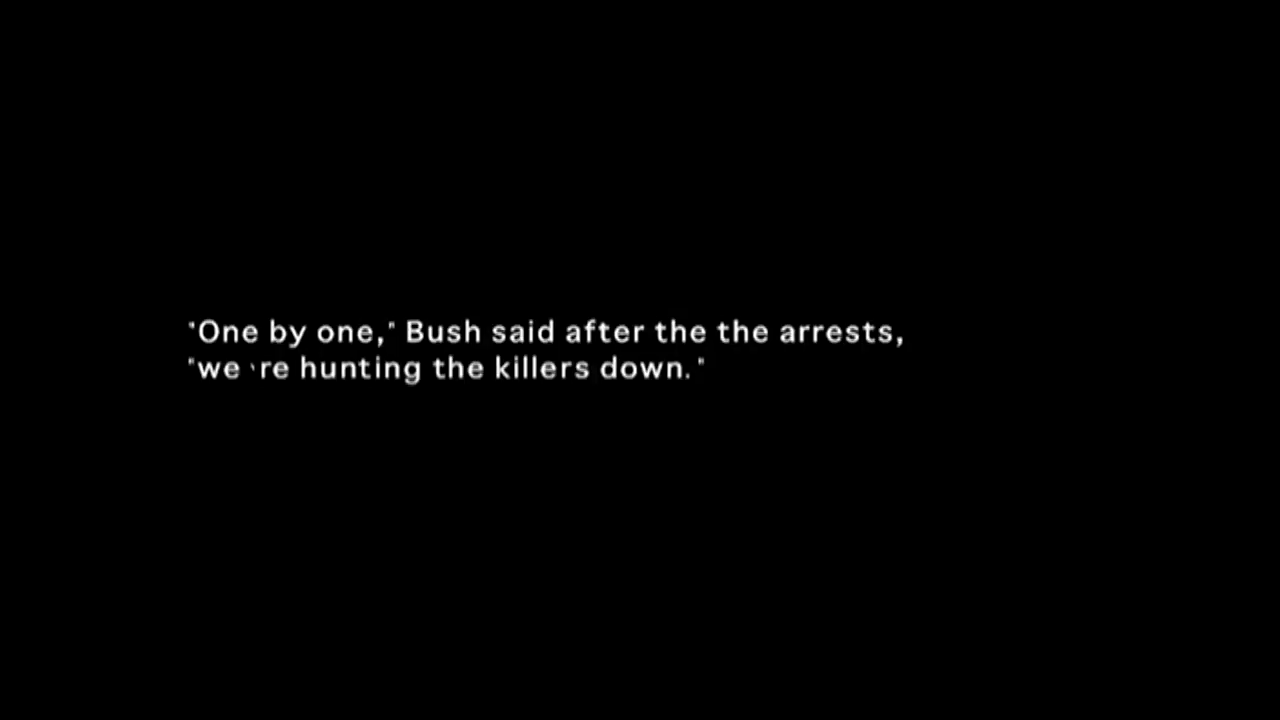 "One by one," Bush said after the the arrests,
"we 're hunting the killers down."